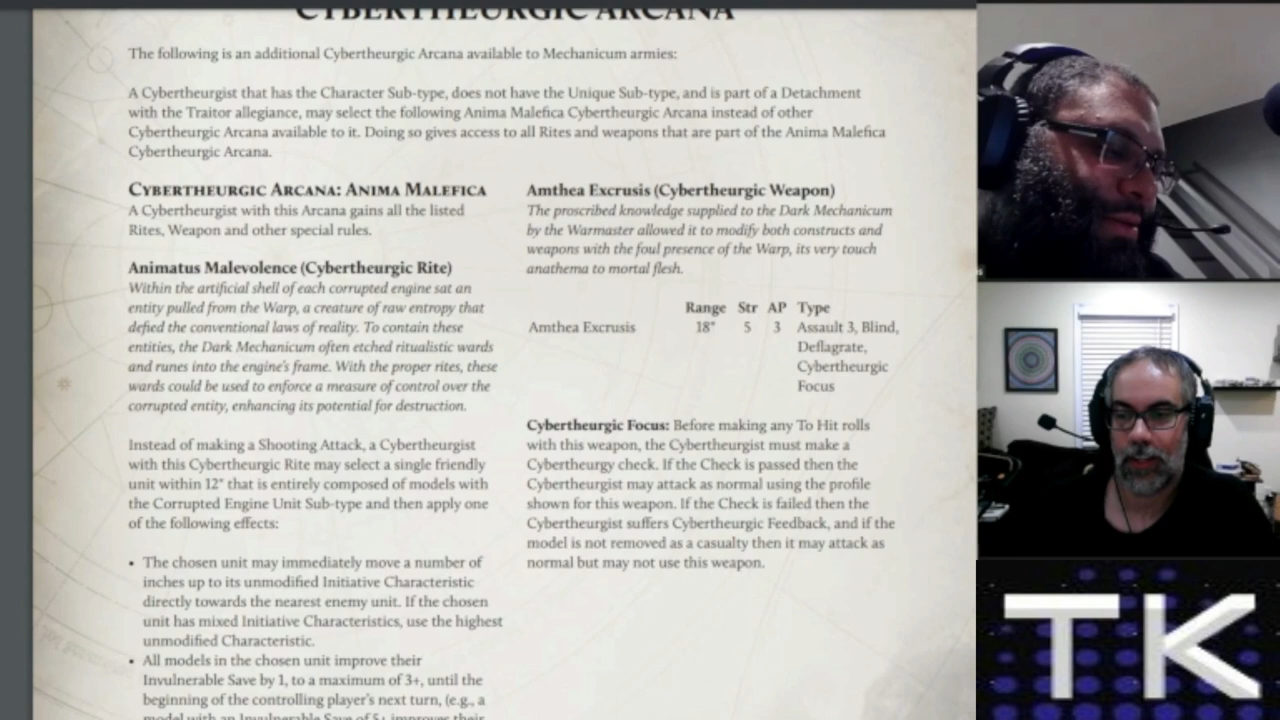 CYBERTHEURGIC ARCANA
The following is an additional Cybertheurgic Arcana available to Mechanicum armies:
A Cybertheurgist that has the Character Sub-type, does not have the Unique Sub-type, and is part of a Detachment
with the Traitor allegiance, may select the following Anima Malefica Cybertheurgic Arcana instead of other
Cybertheurgic Arcana available to it. Doing so gives access to all Rites and weapons that are part of the Anima Malefica
Cybertheurgic Arcana.
CYBERTHEURGIC ARCANA: ANIMA MALEFICA
A Cybertheurgist with this Arcana gains all the listed
Rites, Weapon and other special rules.
Animatus Malevolence (Cybertheurgic Rite)
Within the artificial shell of each corrupted engine sat an
entity pulled from the Warp, a creature of raw entropy that
defied the conventional laws of reality. To contain these
entities, the Dark Mechanicum often etched ritualistic wards
and runes into the engine's frame. With the proper rites, these
wards could be used to enforce a measure of control over the
corrupted entity, enhancing its potential for destruction.
Instead of making a Shooting Attack, a Cybertheurgist
with this Cybertheurgic Rite may select a single friendly
unit within 12" that is entirely composed of models with
the Corrupted Engine Unit Sub-type and then apply one
of the following effects:
• The chosen unit may immediately move a number of
inches up to its unmodified Initiative Characteristic
directly towards the nearest enemy unit. If the chosen
unit has mixed Initiative Characteristics, use the highest
unmodified Characteristic.
• All models in the chosen unit improve their
Invulnerable Save by 1, to a maximum of 3+, until the
beginning of the controlling player's next turn, (e.g., a
model with an Invulnerable Save of 5+ improves their
Amthea Excrusis (Cybertheurgic Weapon)
The proscribed knowledge supplied to the Dark Mechanicum
by the Warmaster allowed it to modify both constructs and
weapons with the foul presence of the Warp, its very touch
anathema to mortal flesh.
Range Str AP Type
Amthea Excrusis 18" 5 3 Assault 3, Blind,
Deflagrate,
Cybertheurgic
Focus
Cybertheurgic Focus: Before making any To Hit rolls
with this weapon, the Cybertheurgist must make a
Cybertheurgy check. If the Check is passed then the
Cybertheurgist may attack as normal using the profile
shown for this weapon. If the Check is failed then the
Cybertheurgist suffers Cybertheurgic Feedback, and if the
model is not removed as a casualty then it may attack as
normal but may not use this weapon.
TK